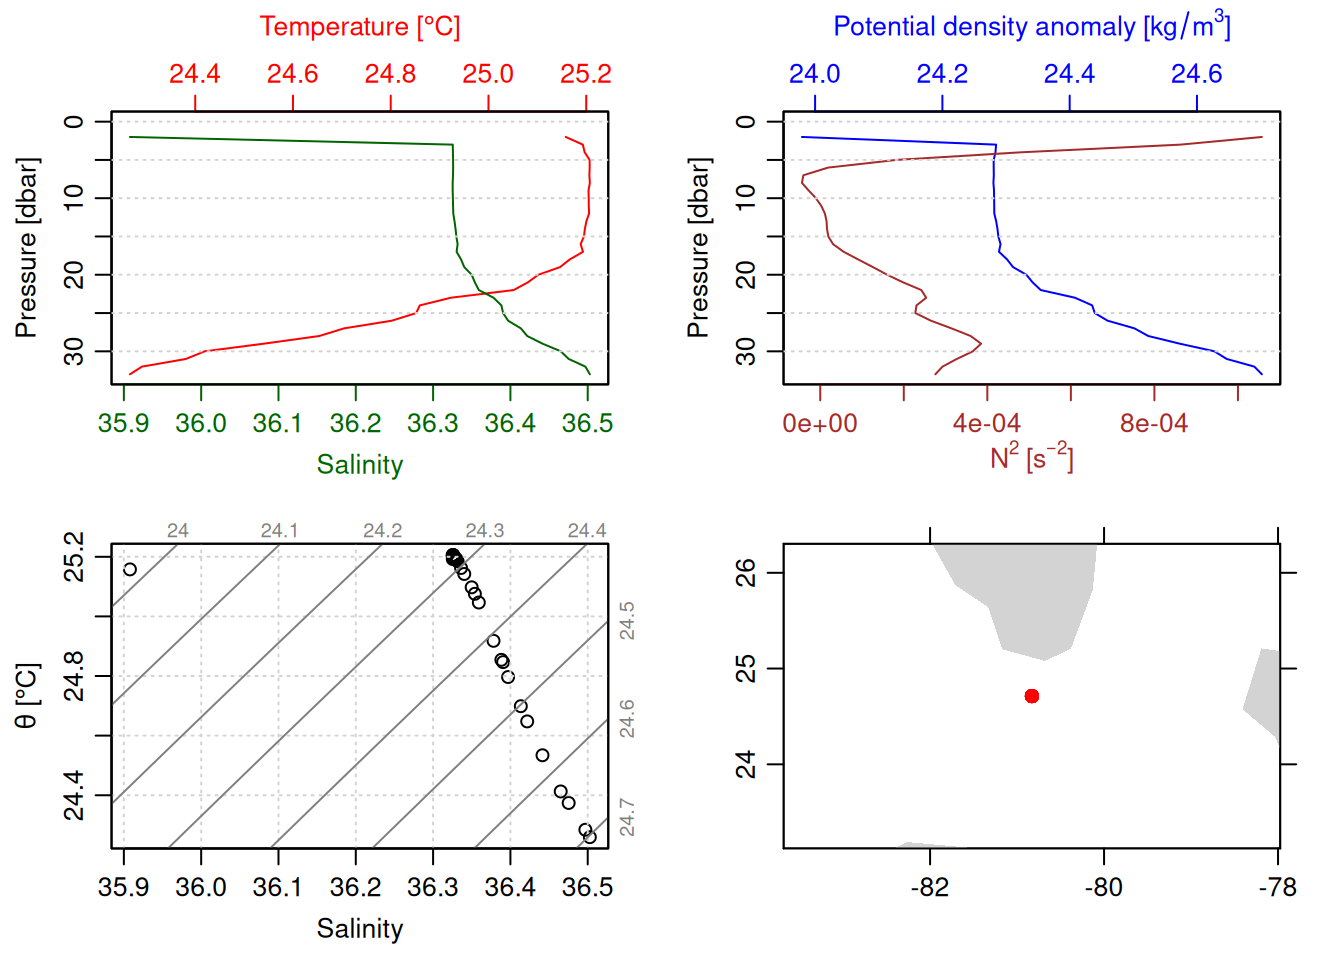 Temperature [°C]
24.4 24.6 24.8 25.0 25.2
0
10
20
30
Pressure [dbar]
35.9 36.0 36.1 36.2 36.3 36.4 36.5
Salinity
Potential density anomaly [kg/m³]
24.0 24.2 24.4 24.6
0
10
20
30
Pressure [dbar]
0e+00 4e-04 8e-04
N² [s⁻²]
24 24.1 24.2 24.3 24.4
24.5
24.6
24.7
25.2
24.8
24.4
θ [°C]
35.9 36.0 36.1 36.2 36.3 36.4 36.5
Salinity
26
25
24
-82 -80 -78